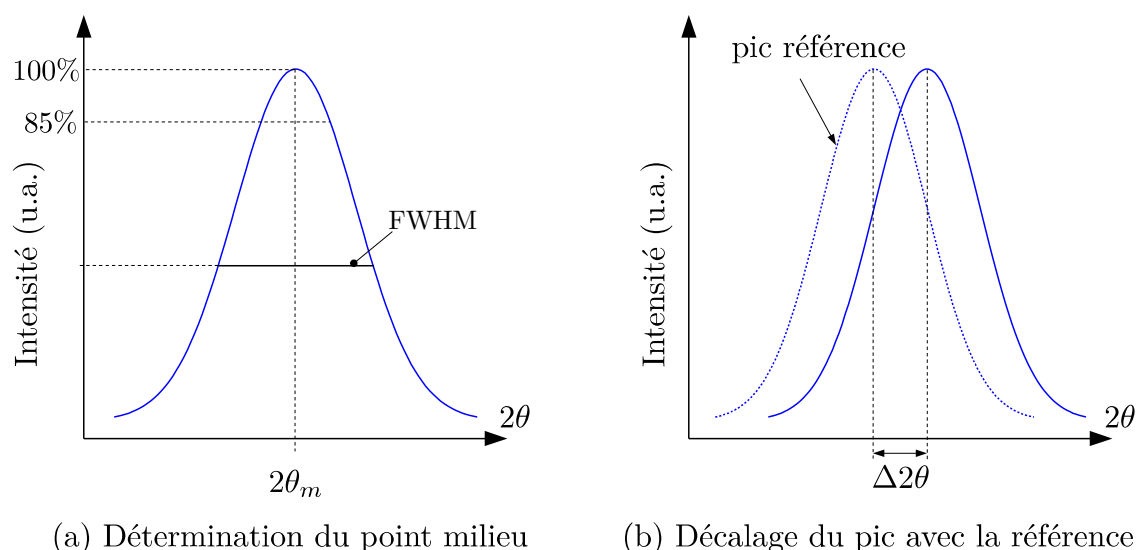 100%
85%
Intensité (u.a.)
FWHM
2θ
2θm
(a) Détermination du point milieu
pic référence
Intensité (u.a.)
2θ
Δ2θ
(b) Décalage du pic avec la référence